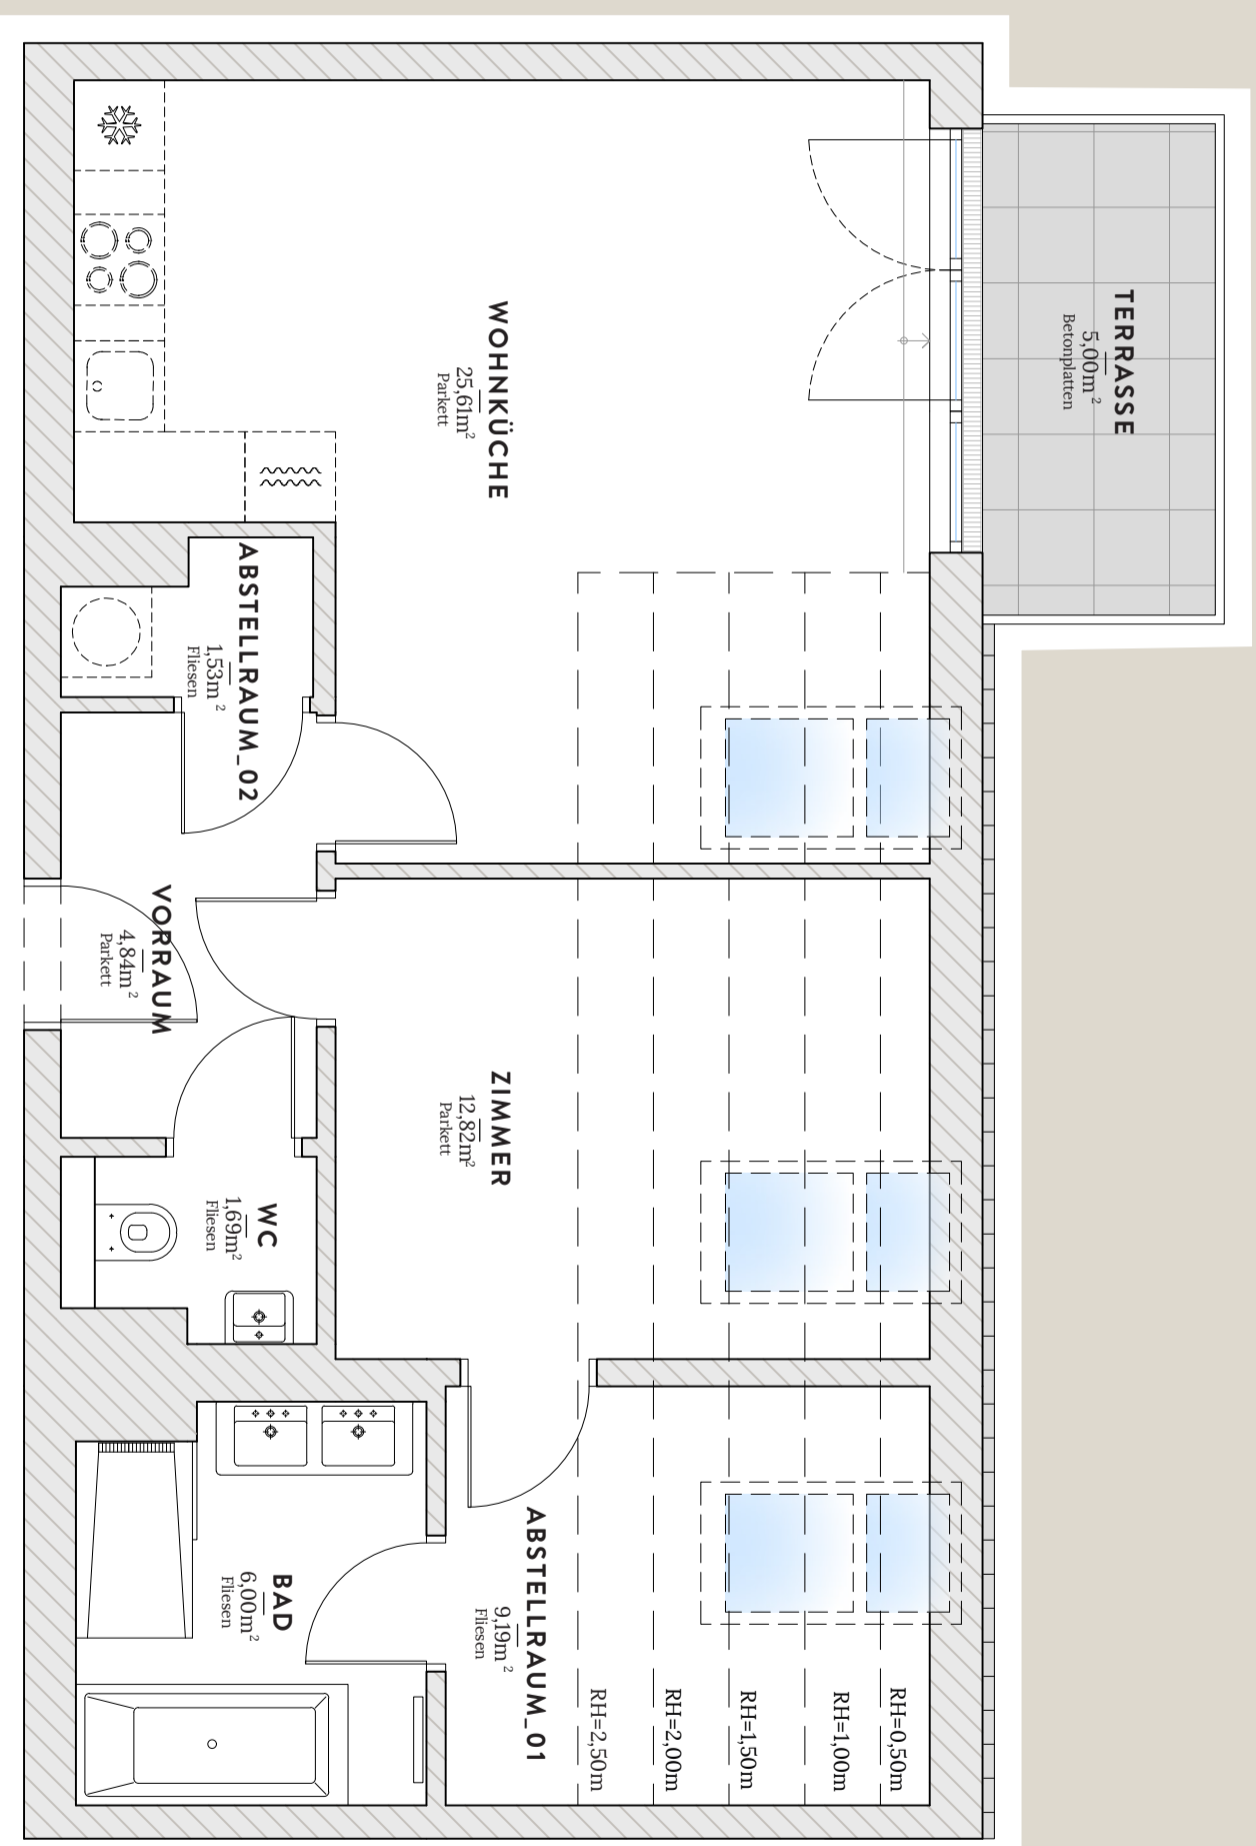 TERRASSE
5,00m²
Betonplatten
WOHNKÜCHE
25,61m²
Parkett
ABSTELLRAUM_02
1,53m²
Fliesen
VORRAUM
4,84m²
Parkett
ZIMMER
12,82m²
Parkett
WC
1,69m²
Fliesen
ABSTELLRAUM_01
9,19m²
Fliesen
BAD
6,00m²
Fliesen
RH=0,50m
RH=1,00m
RH=1,50m
RH=2,00m
RH=2,50m